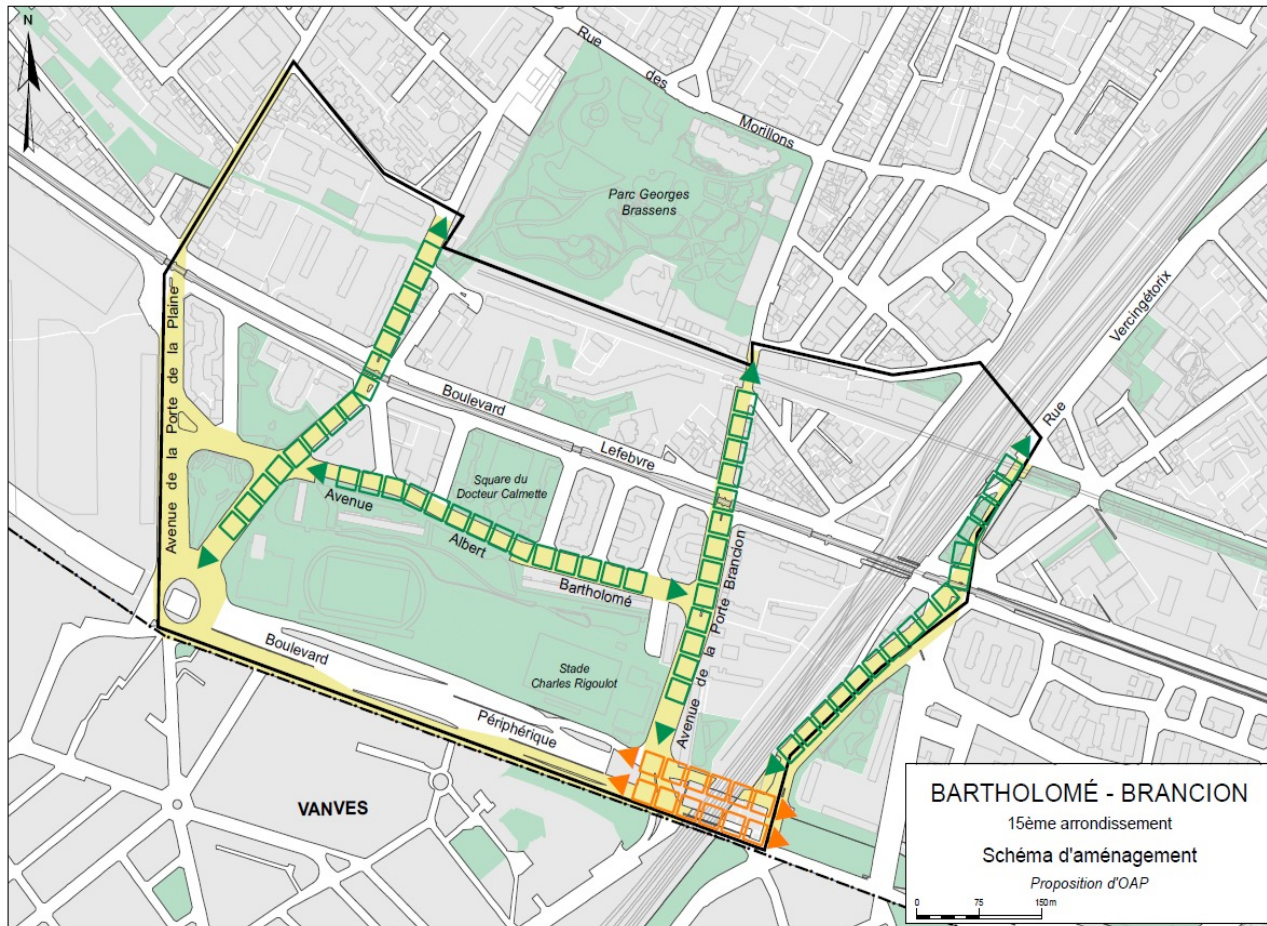 N
Rue
des
Morillons
Parc Georges
Brassens
Rue
Vercingétorix
Avenue de la Porte de la Plaine
Boulevard
Lefebvre
Square du
Docteur Calmette
Avenue
Albert
Bartholomé
Avenue de la Porte Brancion
Boulevard
Périphérique
Stade
Charles Rigoulot
VANVES
BARTHOLOMÉ - BRANCION
15ème arrondissement
Schéma d'aménagement
Proposition d'OAP
0 75 150 m